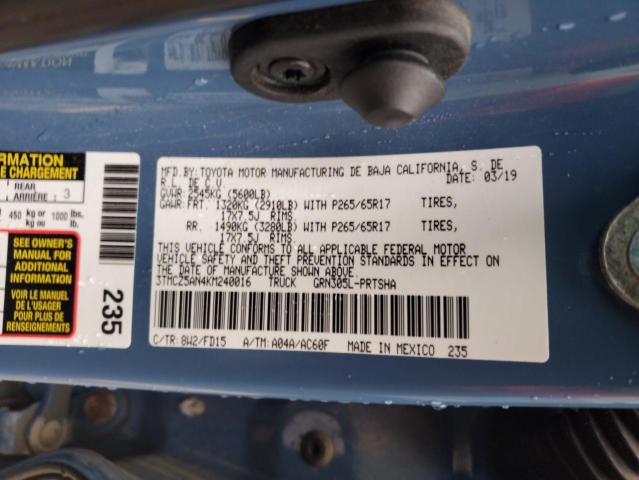 MFD. BY: TOYOTA MOTOR MANUFACTURING DE BAJA CALIFORNIA, S. DE
R.L. DE C.V. DATE: 03/19
GVWR: 2545KG (5600LB)
GAWR: FRT. 1320KG (2910LB) WITH P265/65R17 TIRES,
17X7.5J RIMS,
RR. 1490KG (3280LB) WITH P265/65R17 TIRES,
17X7.5J RIMS.
THIS VEHICLE CONFORMS TO ALL APPLICABLE FEDERAL MOTOR
VEHICLE SAFETY AND THEFT PREVENTION STANDARDS IN EFFECT ON
THE DATE OF MANUFACTURE SHOWN ABOVE.
3TMCZ5AN4KM240016 TRUCK GRN305L-PRTSHA
C/TR: 8W2/FD15 A/TM: A04A/AC60F MADE IN MEXICO 235
CHARGEMENT
REAR
ARRIÈRE : 3
450 kg or 1000 lbs.
kg ou lb.
SEE OWNER'S
MANUAL FOR
ADDITIONAL
INFORMATION
VOIR LE MANUEL
DE L'USAGER
POUR PLUS DE
RENSEIGNEMENTS
235